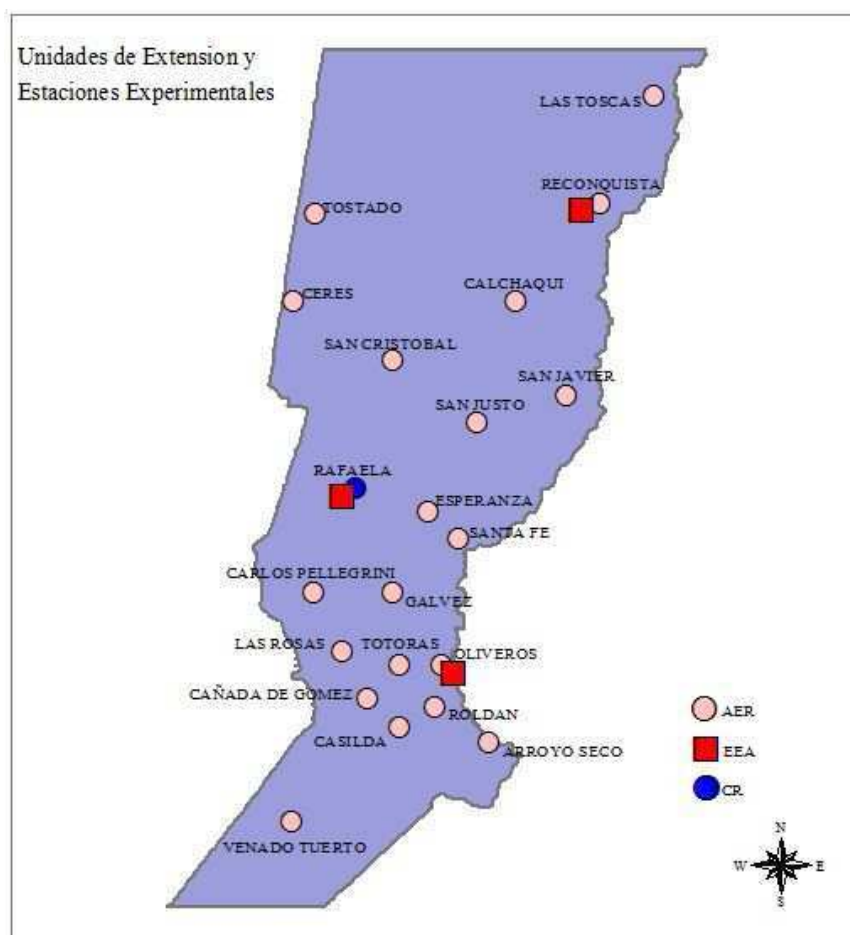 Unidades de Extension y
Estaciones Experimentales
LAS TOSCAS
RECONQUISTA
TOSTADO
CERES
CALCHAQUI
SAN CRISTOBAL
SAN JAVIER
SAN JUSTO
RAFAELA
ESPERANZA
SANTA FE
CARLOS PELLEGRINI
GALVEZ
LAS ROSAS
TOTORAS
OLIVEROS
CAÑADA DE GOMEZ
ROLDAN
CASILDA
ARROYO SECO
VENADO TUERTO
AER
EEA
CR
N
W
E
S